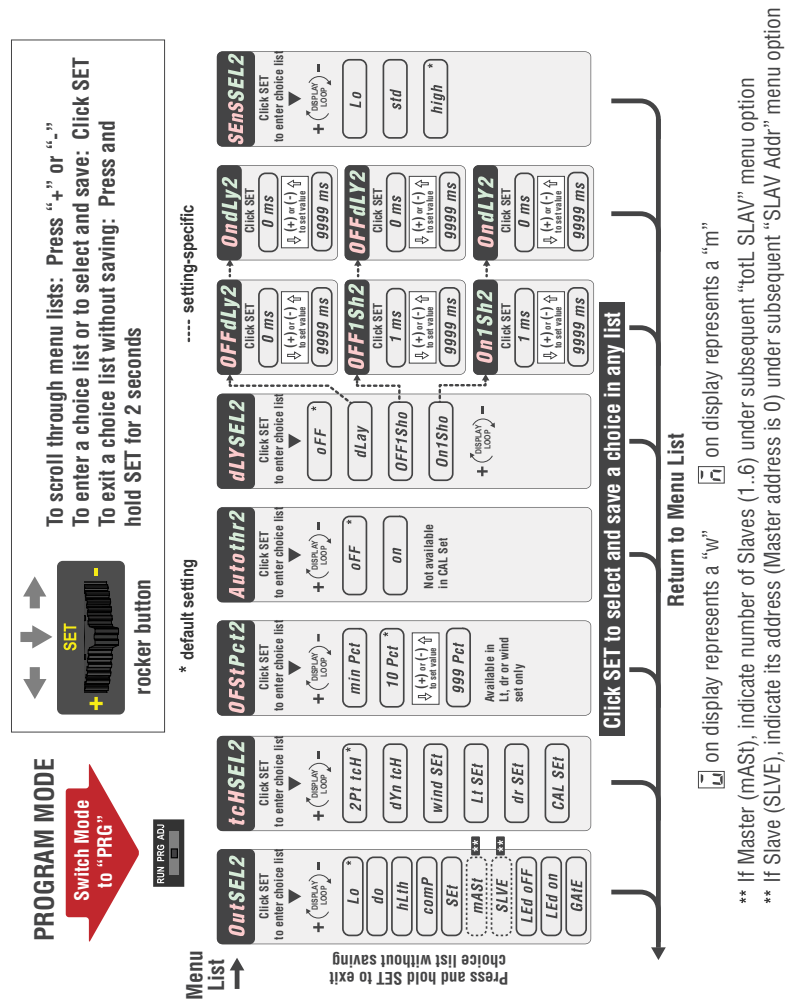 PROGRAM MODE
Switch Mode
to “PRG”
RUN PRG ADJ
+
SET
-
rocker button
To scroll through menu lists: Press “+” or “-”
To enter a choice list or to select and save: Click SET
To exit a choice list without saving: Press and
hold SET for 2 seconds
* default setting
---- setting-specific
Menu
List
Press and hold SET to exit
choice list without saving
OutSEL2
Click SET
to enter choice list
+ (DISPLAY LOOP) -
Lo *
do
hLth
comP
SEt
mASt **
SLVE **
LEd oFF
LEd on
GAtE
tcHSEL2
Click SET
to enter choice list
+ (DISPLAY LOOP) -
2Pt tcH *
dYn tcH
wind SEt
Lt SEt
dr SEt
CAL SEt
OFStPct2
Click SET
to enter choice list
+ (DISPLAY LOOP) -
min Pct
10 Pct *
(+) or (-)
to set value
999 Pct
Available in
Lt, dr or wind
set only
Autothr2
Click SET
to enter choice list
+ (DISPLAY LOOP) -
oFF *
on
Not available
in CAL Set
dLYSEL2
Click SET
to enter choice list
oFF *
dLay
OFF1Sho
On1Sho
+ (DISPLAY LOOP) -
OFFdLy2
Click SET
0 ms
(+) or (-)
to set value
9999 ms
OndLy2
Click SET
0 ms
(+) or (-)
to set value
9999 ms
OFF1Sh2
Click SET
1 ms
(+) or (-)
to set value
9999 ms
OFFdLY2
Click SET
0 ms
(+) or (-)
to set value
9999 ms
On1Sh2
Click SET
1 ms
(+) or (-)
to set value
9999 ms
OndLY2
Click SET
0 ms
(+) or (-)
to set value
9999 ms
SEnSSEL2
Click SET
to enter choice list
+ (DISPLAY LOOP) -
Lo
std
high *
Click SET to select and save a choice in any list
Return to Menu List
on display represents a “w”
on display represents a “m”
** If Master (mASt), indicate number of Slaves (1..6) under subsequent “totL SLAV” menu option
** If Slave (SLVE), indicate its address (Master address is 0) under subsequent “SLAV Addr” menu option